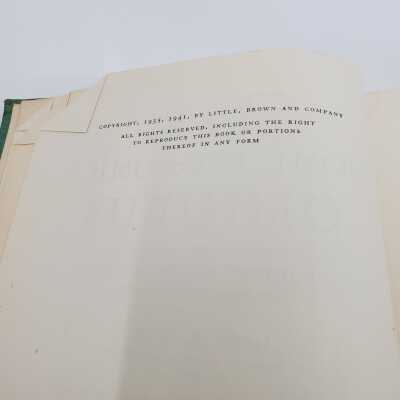 COPYRIGHT, 1935, 1941, BY LITTLE, BROWN AND COMPANY
ALL RIGHTS RESERVED, INCLUDING THE RIGHT
TO REPRODUCE THIS BOOK OR PORTIONS
THEREOF IN ANY FORM